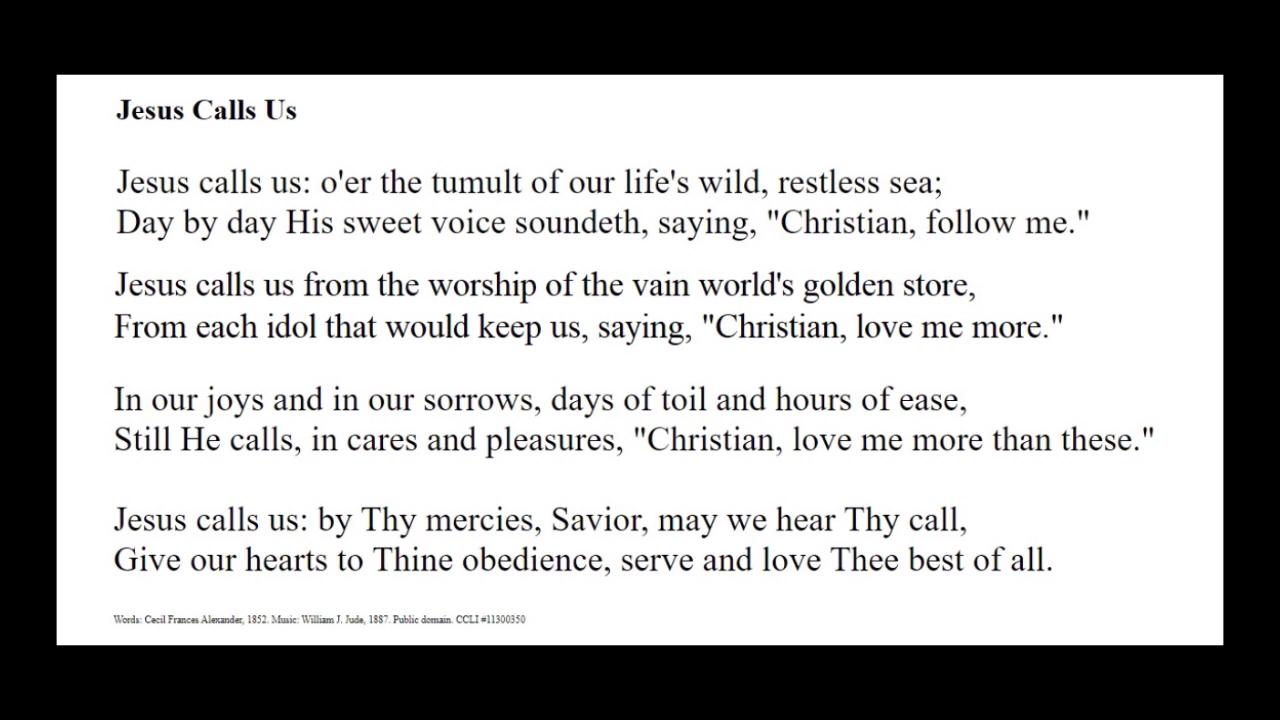 Jesus Calls Us
Jesus calls us: o'er the tumult of our life's wild, restless sea;
Day by day His sweet voice soundeth, saying, "Christian, follow me."
Jesus calls us from the worship of the vain world's golden store,
From each idol that would keep us, saying, "Christian, love me more."
In our joys and in our sorrows, days of toil and hours of ease,
Still He calls, in cares and pleasures, "Christian, love me more than these."
Jesus calls us: by Thy mercies, Savior, may we hear Thy call,
Give our hearts to Thine obedience, serve and love Thee best of all.
Words: Cecil Frances Alexander, 1852. Music: William J. Jude, 1887. Public domain. CCLI #11300350